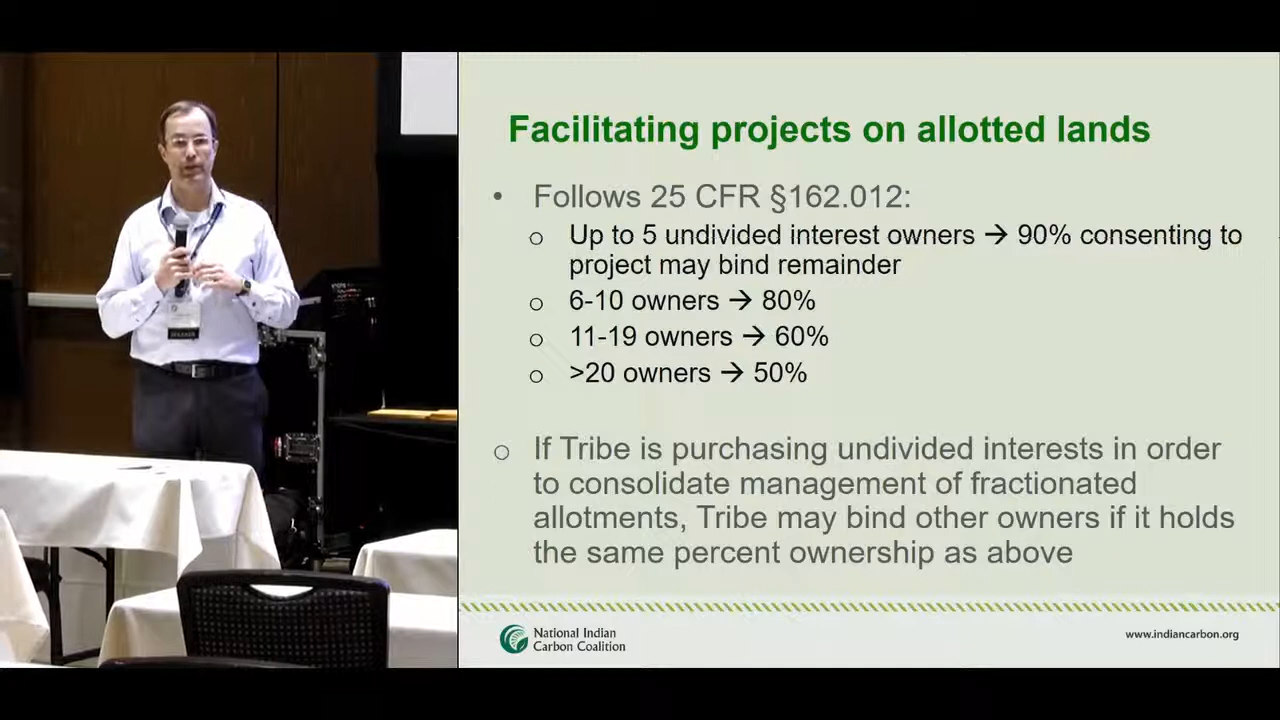 Facilitating projects on allotted lands
• Follows 25 CFR §162.012:
o Up to 5 undivided interest owners → 90% consenting to
project may bind remainder
o 6-10 owners → 80%
o 11-19 owners → 60%
o >20 owners → 50%
o If Tribe is purchasing undivided interests in order
to consolidate management of fractionated
allotments, Tribe may bind other owners if it holds
the same percent ownership as above
National Indian
Carbon Coalition
www.indiancarbon.org